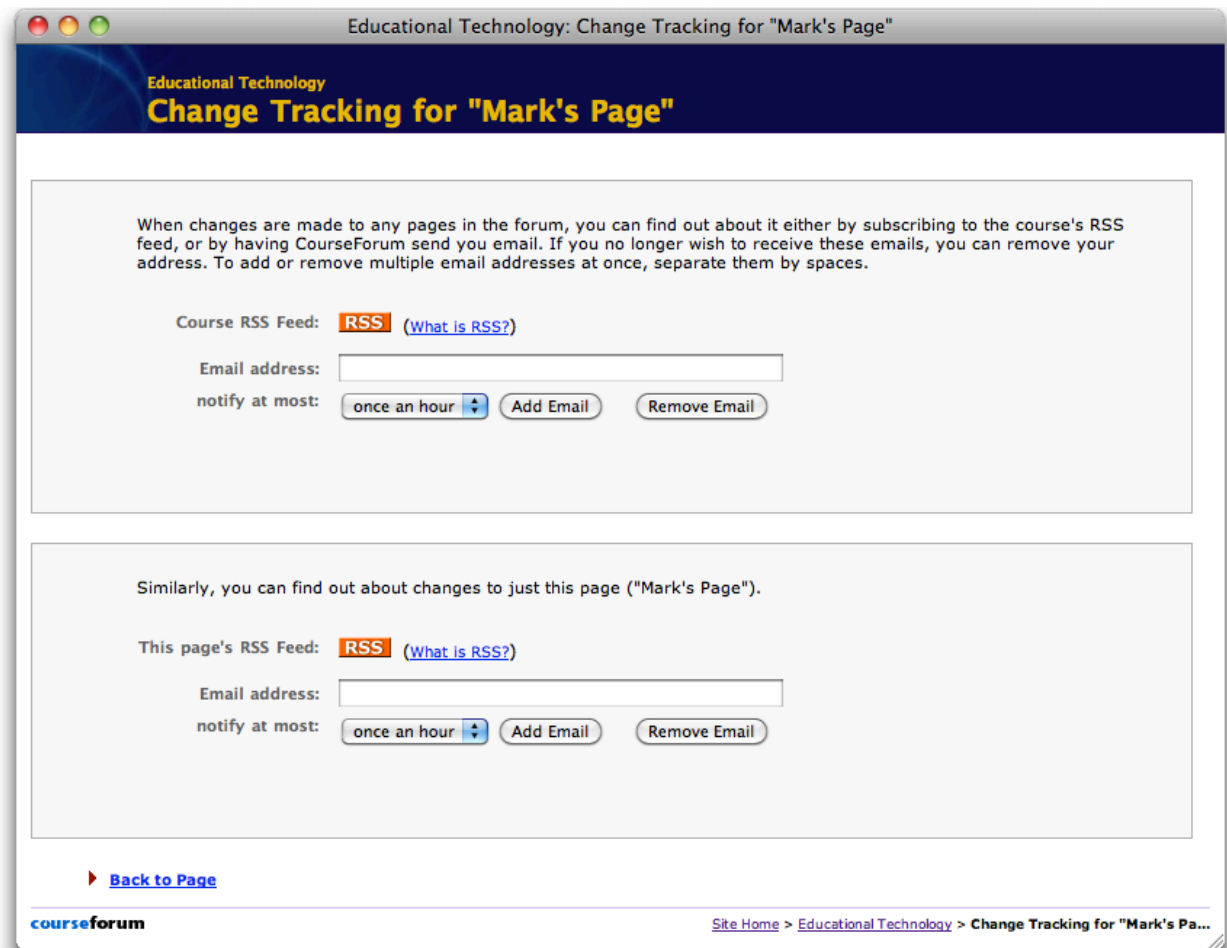 Educational Technology: Change Tracking for "Mark's Page"
Educational Technology
Change Tracking for "Mark's Page"
When changes are made to any pages in the forum, you can find out about it either by subscribing to the course's RSS
feed, or by having CourseForum send you email. If you no longer wish to receive these emails, you can remove your
address. To add or remove multiple email addresses at once, separate them by spaces.
Course RSS Feed: RSS (What is RSS?)
Email address:
notify at most: once an hour Add Email Remove Email
Similarly, you can find out about changes to just this page ("Mark's Page").
This page's RSS Feed: RSS (What is RSS?)
Email address:
notify at most: once an hour Add Email Remove Email
Back to Page
courseforum Site Home > Educational Technology > Change Tracking for "Mark's Pa...